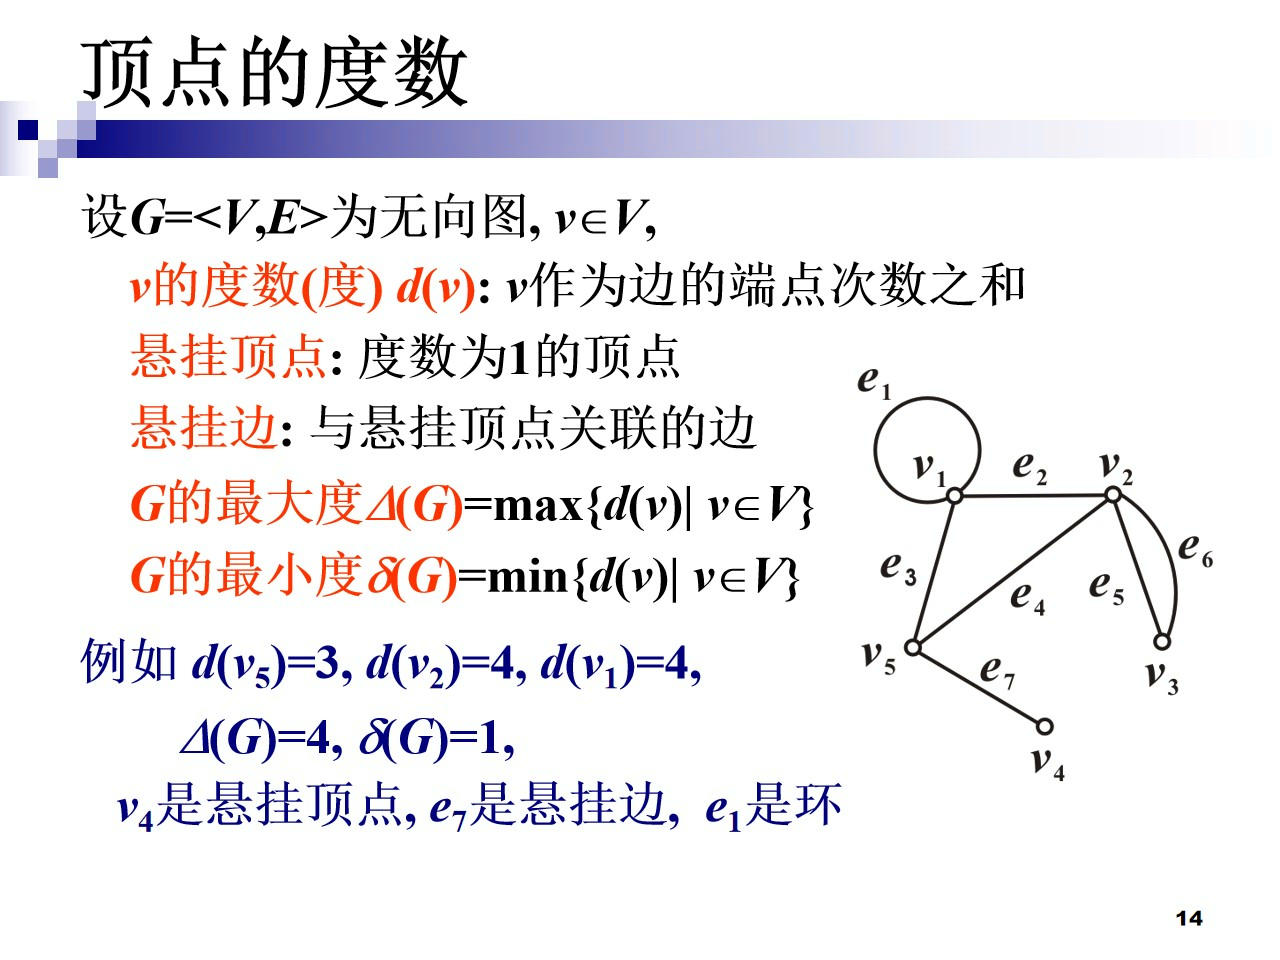 顶点的度数
设G=<V,E>为无向图, v∈V,
v的度数(度) d(v): v作为边的端点次数之和
悬挂顶点: 度数为1的顶点
悬挂边: 与悬挂顶点关联的边
G的最大度Δ(G)=max{d(v)| v∈V}
G的最小度δ(G)=min{d(v)| v∈V}
例如 d(v₅)=3, d(v₂)=4, d(v₁)=4,
Δ(G)=4, δ(G)=1,
v₄是悬挂顶点, e₇是悬挂边, e₁是环
e₁
v₁
e₂
v₂
e₃
e₄
e₅
e₆
v₅
e₇
v₃
v₄
14